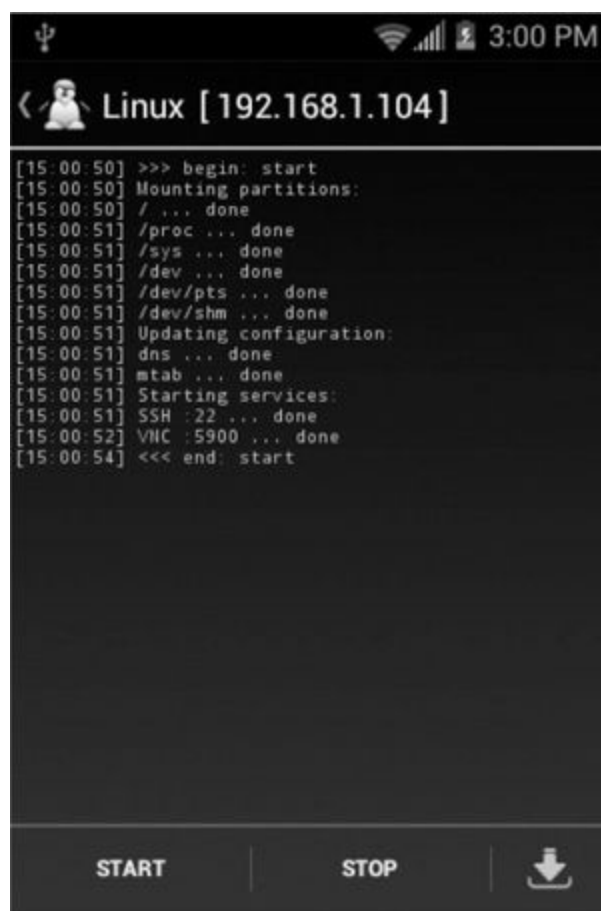 3:00 PM
Linux [192.168.1.104]
[15:00:50] >>> begin: start
[15:00:50] Mounting partitions:
[15:00:50] / ... done
[15:00:51] /proc ... done
[15:00:51] /sys ... done
[15:00:51] /dev ... done
[15:00:51] /dev/pts ... done
[15:00:51] /dev/shm ... done
[15:00:51] Updating configuration:
[15:00:51] dns ... done
[15:00:51] mtab ... done
[15:00:51] Starting services:
[15:00:51] SSH :22 ... done
[15:00:52] VNC :5900 ... done
[15:00:54] <<< end: start
START STOP